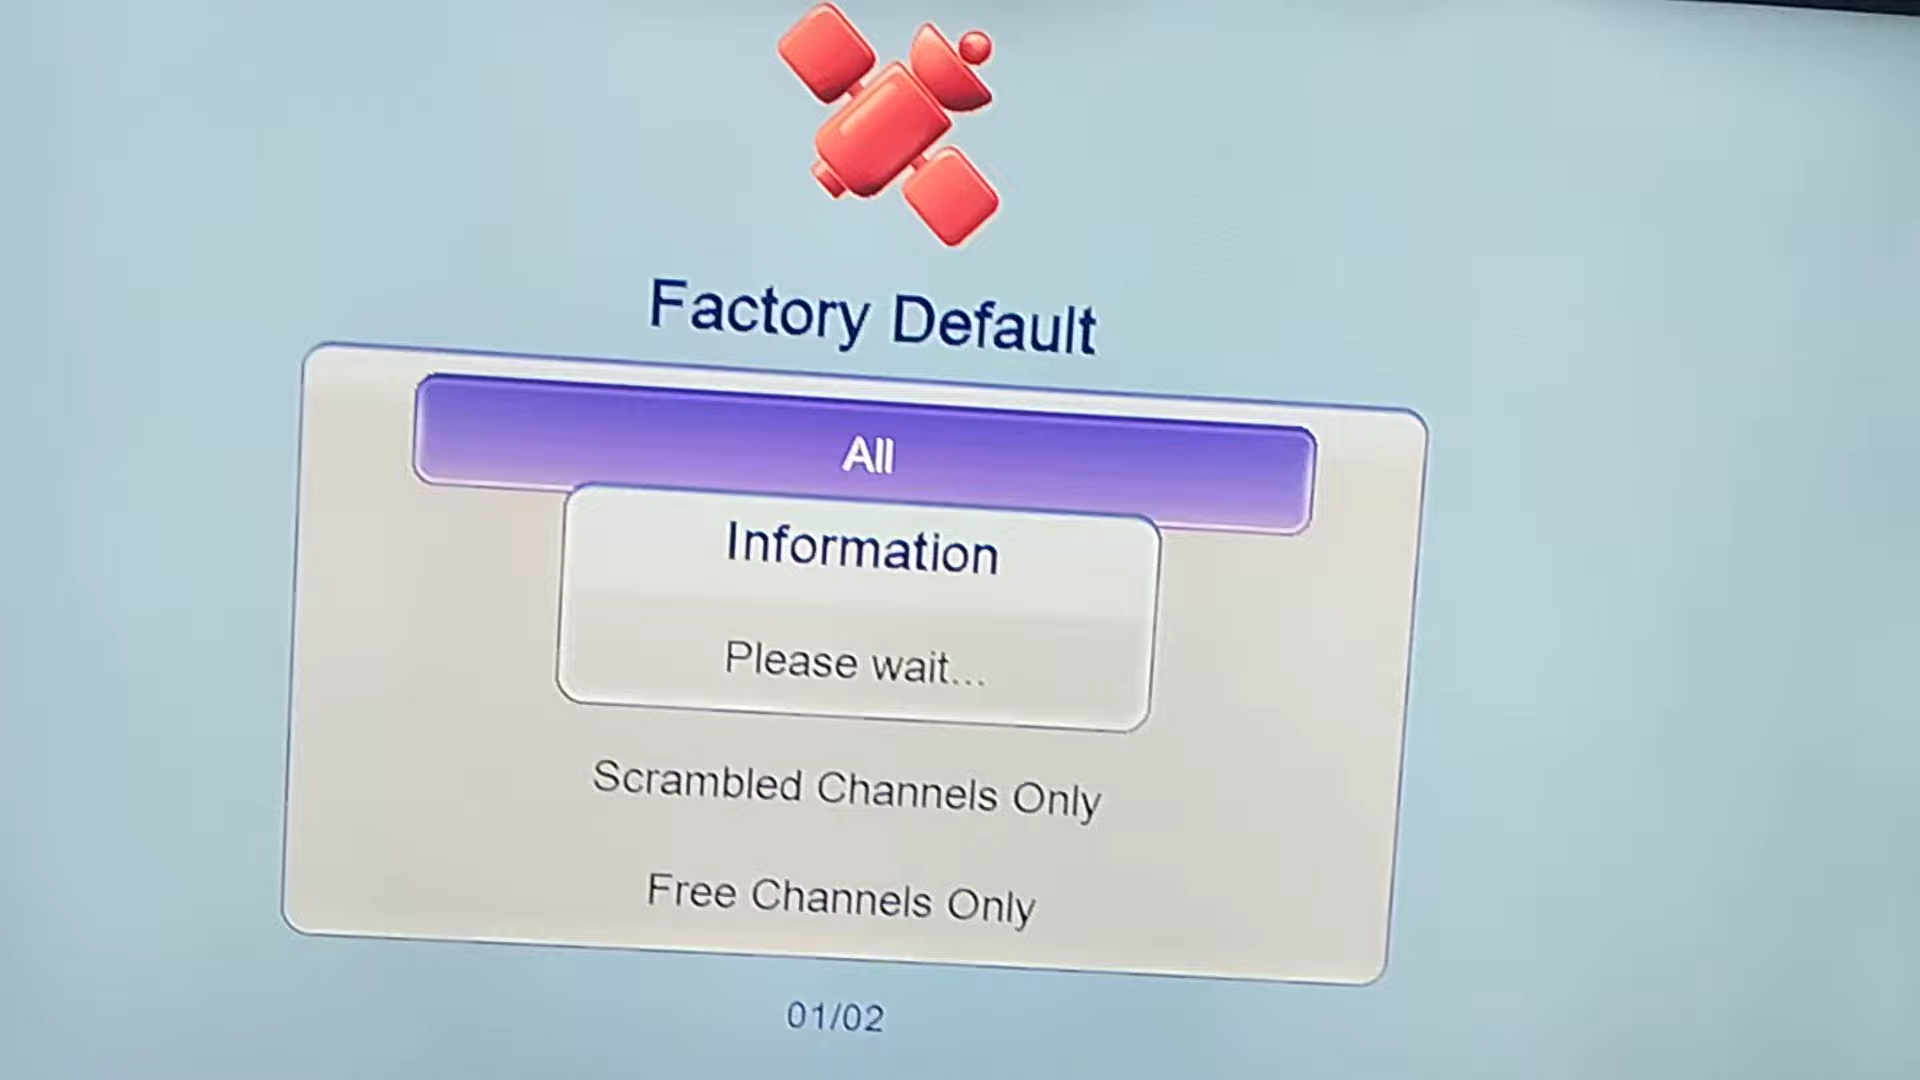 Factory Default
All
Information
Please wait...
Scrambled Channels Only
Free Channels Only
01/02